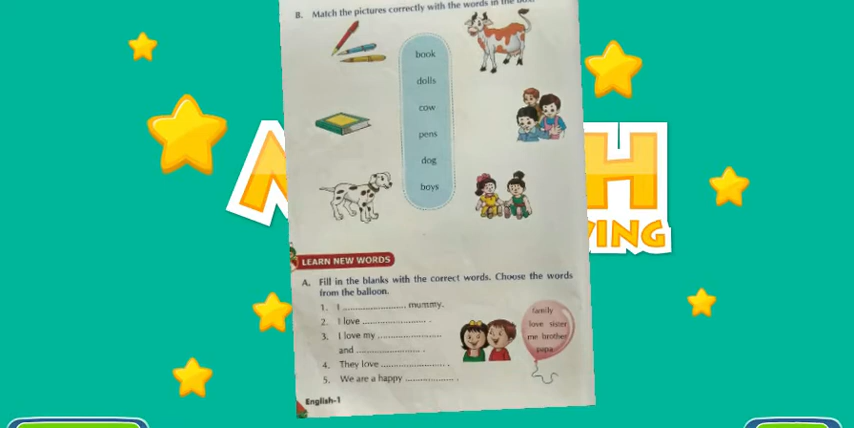 B. Match the pictures correctly with the words in the
book
dolls
cow
pens
dog
boys
LEARN NEW WORDS
A. Fill in the blanks with the correct words. Choose the words
from the balloon.
1. I ........................ mummy.
2. I love ........................ .
3. I love my ........................
and ........................ .
4. They love ........................ .
5. We are a happy .................. .
family
love sister
me brother
papa
English-1